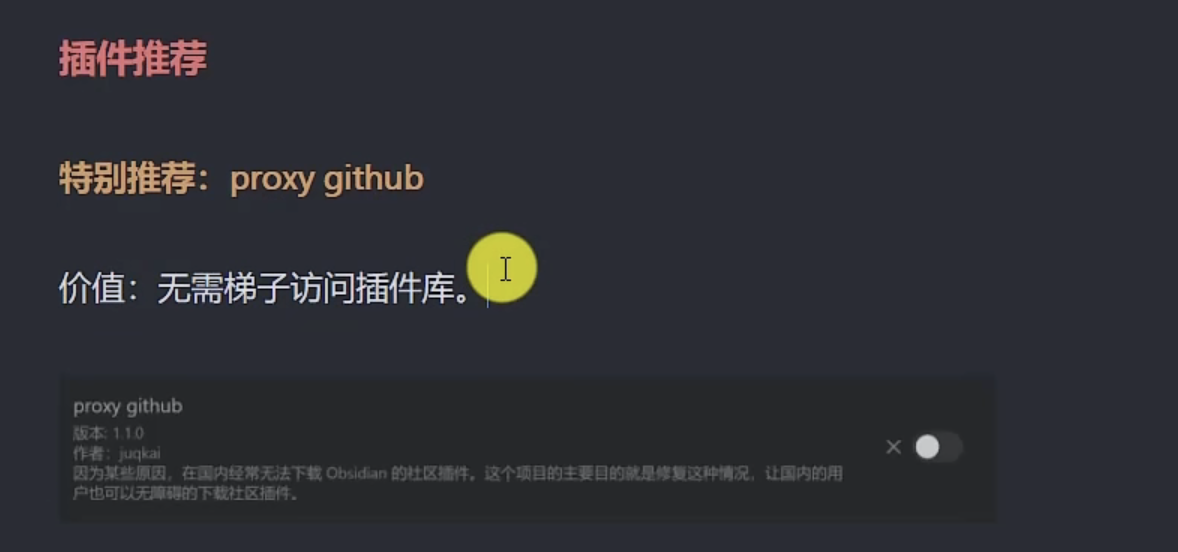 插件推荐
特别推荐：proxy github
价值：无需梯子访问插件库。
proxy github
版本: 1.1.0
作者：juqkai
因为某些原因，在国内经常无法下载 Obsidian 的社区插件。这个项目的主要目的就是修复这种情况，让国内的用
户也可以无障碍的下载社区插件。